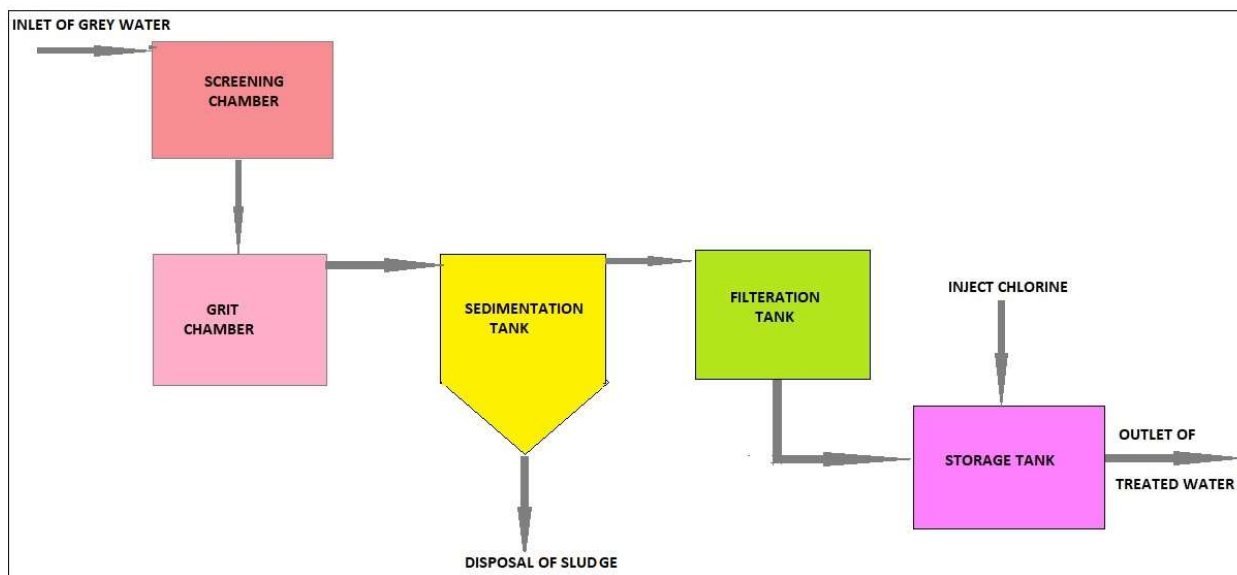 INLET OF GREY WATER
SCREENING
CHAMBER
GRIT
CHAMBER
SEDIMENTATION
TANK
DISPOSAL OF SLUDGE
FILTERATION
TANK
INJECT CHLORINE
STORAGE TANK
OUTLET OF
TREATED WATER